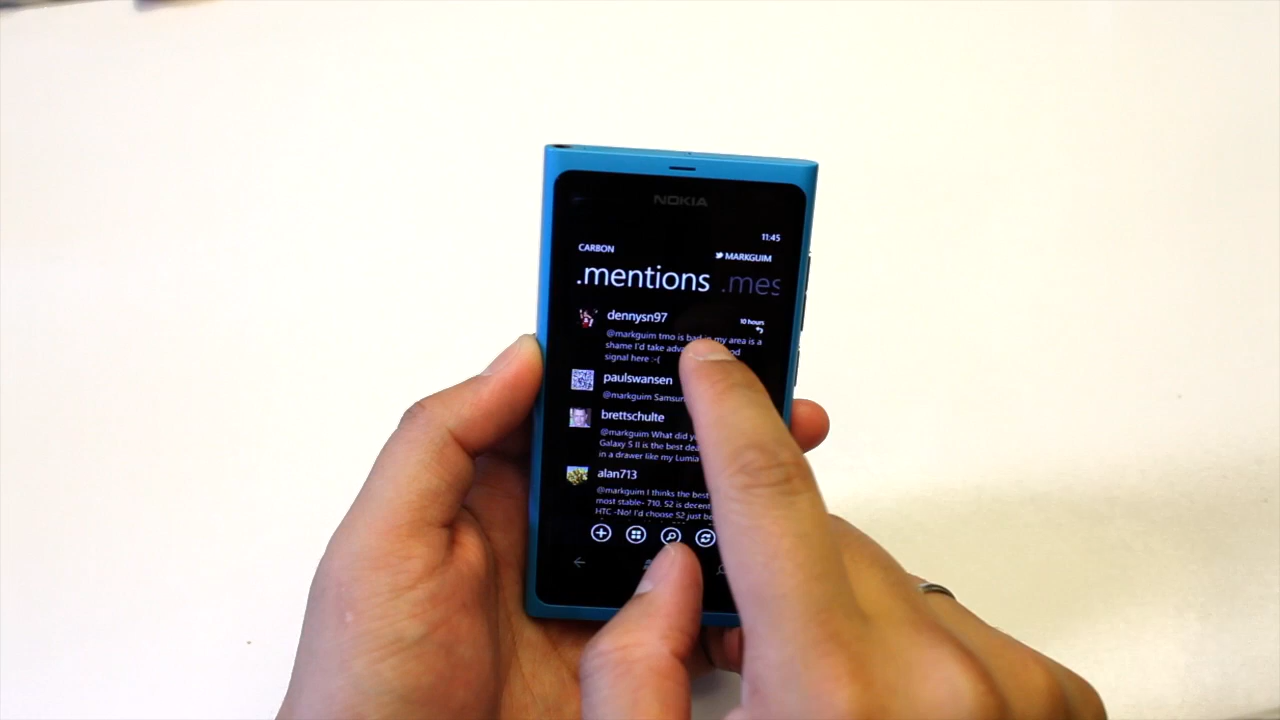 NOKIA
11:45
CARBON
MARKGUIM
.mentions .mes
dennysn97
10 hours
@markguim tmo is bad in my area is a
shame I'd take
signal here :-(
paulswansen
@markguim
brettschulte
@markguim What did
Galaxy S II is the best
in a drawer like my Lumia
alan713
@markguim I thinks the best
most stable- 710. S2 is decent
HTC -No! I'd choose S2 just